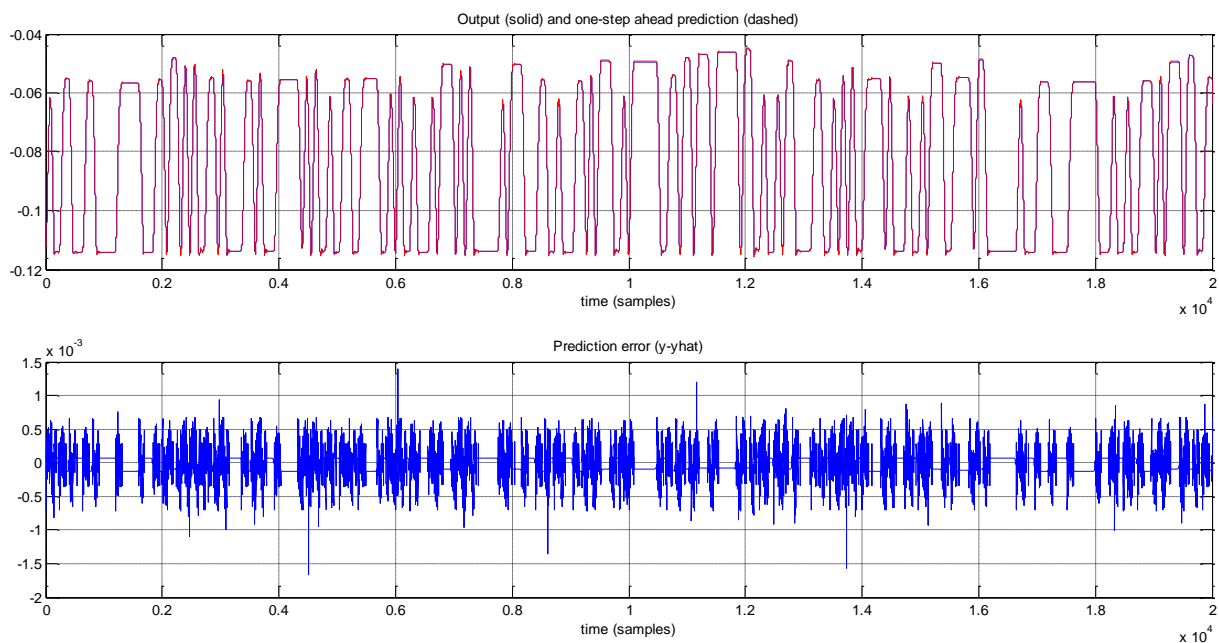 Output (solid) and one-step ahead prediction (dashed)
-0.04
-0.06
-0.08
-0.1
-0.12
0 0.2 0.4 0.6 0.8 1 1.2 1.4 1.6 1.8 2
time (samples)
x 10^4
x 10^-3
Prediction error (y-yhat)
1.5
1
0.5
0
-0.5
-1
-1.5
-2
0 0.2 0.4 0.6 0.8 1 1.2 1.4 1.6 1.8 2
time (samples)
x 10^4